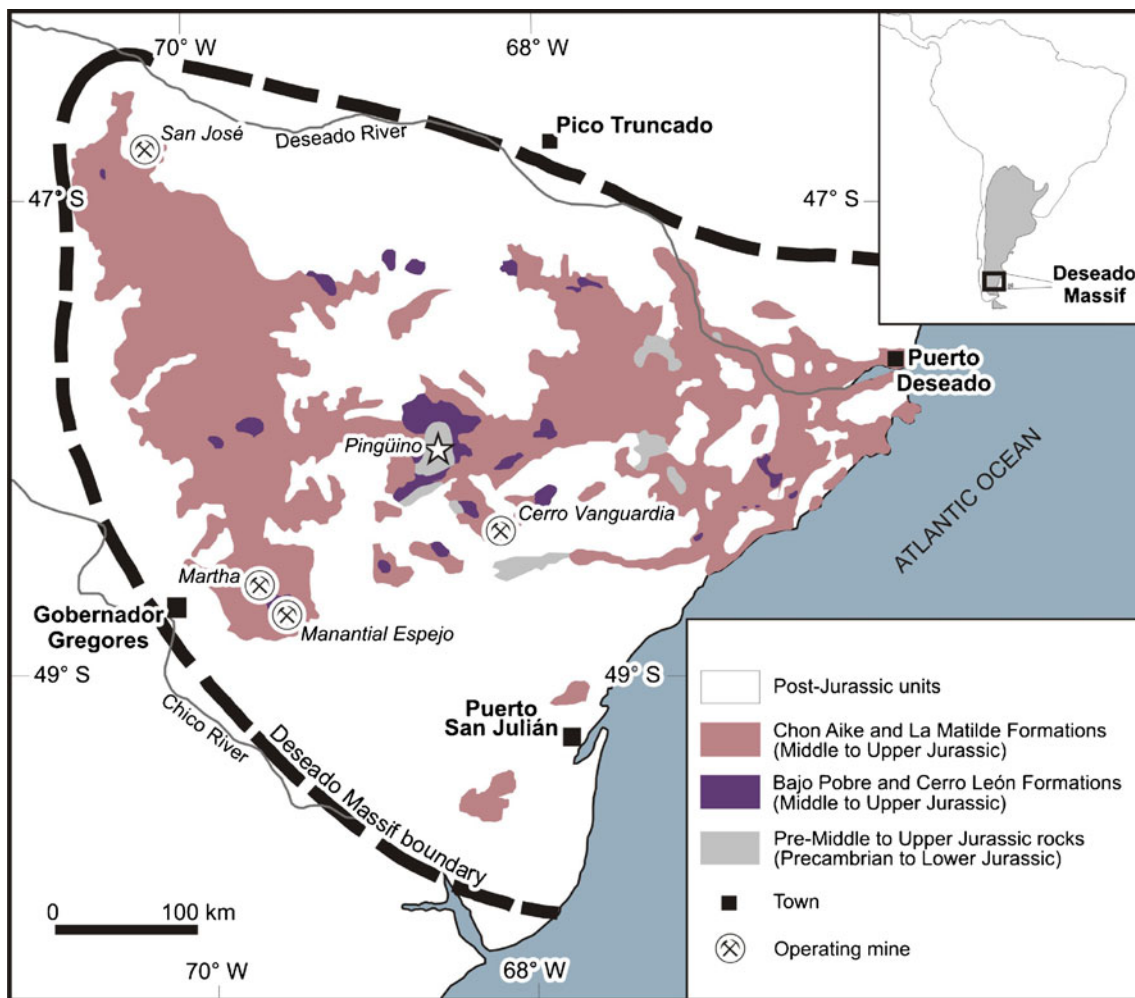 70° W
68° W
San José
Deseado River
Pico Truncado
47° S
47° S
Deseado
Massif
Puerto
Deseado
Pingüino
Cerro Vanguardia
ATLANTIC OCEAN
Martha
Gobernador
Gregores
Manantial Espejo
49° S
49° S
Chico River
Puerto
San Julián
Deseado Massif boundary
Post-Jurassic units
Chon Aike and La Matilde Formations
(Middle to Upper Jurassic)
Bajo Pobre and Cerro León Formations
(Middle to Upper Jurassic)
Pre-Middle to Upper Jurassic rocks
(Precambrian to Lower Jurassic)
Town
Operating mine
0 100 km
70° W
68° W